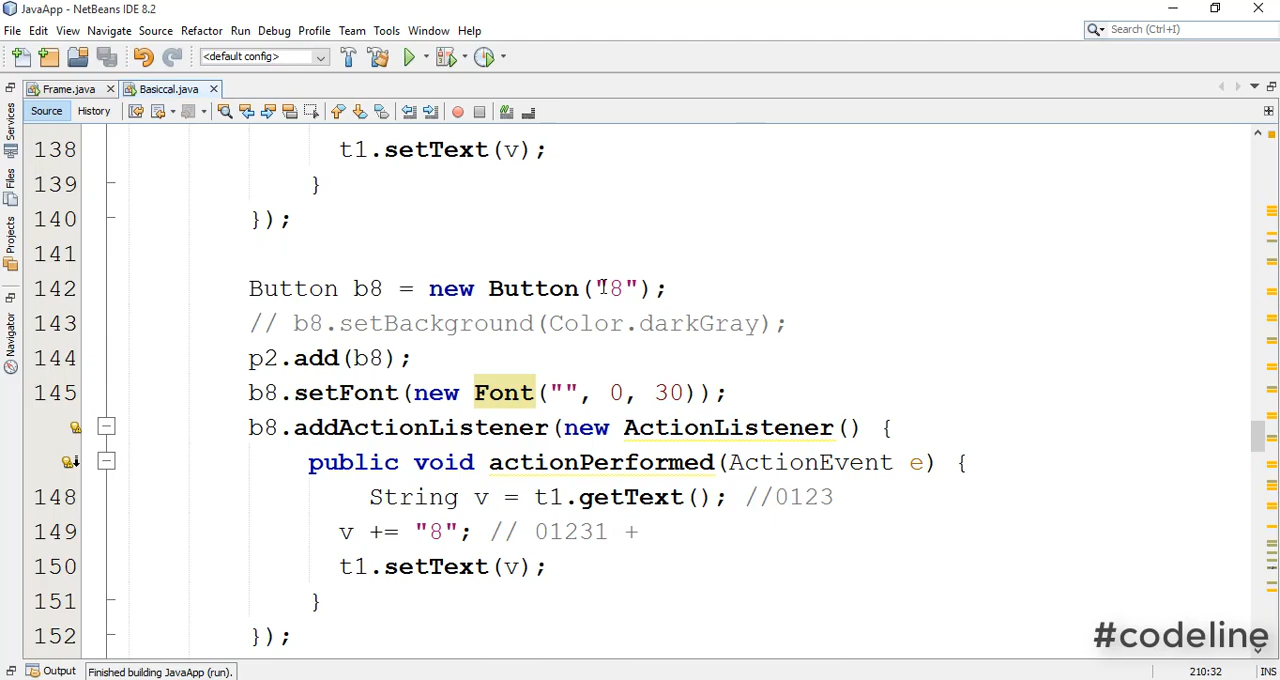 JavaApp - NetBeans IDE 8.2
File Edit View Navigate Source Refactor Run Debug Profile Team Tools Window Help
Search (Ctrl+I)
<default config>
Frame.java
Basiccal.java
Source History
Services
Files
Projects
Navigator
138 t1.setText(v);
139 }
140 });
141
142 Button b8 = new Button("8");
143 // b8.setBackground(Color.darkGray);
144 p2.add(b8);
145 b8.setFont(new Font("", 0, 30));
b8.addActionListener(new ActionListener() {
public void actionPerformed(ActionEvent e) {
148 String v = t1.getText(); //0123
149 v += "8"; // 01231 +
150 t1.setText(v);
151 }
152 });
#codeline
Output
Finished building JavaApp (run).
210:32 INS